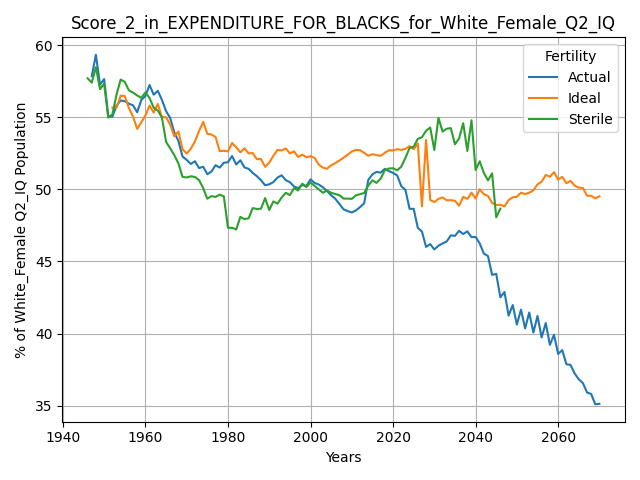 Score_2_in_EXPENDITURE_FOR_BLACKS_for_White_Female_Q2_IQ
% of White_Female Q2_IQ Population
60
55
50
45
40
35
Fertility
Actual
Ideal
Sterile
1940 1960 1980 2000 2020 2040 2060
Years